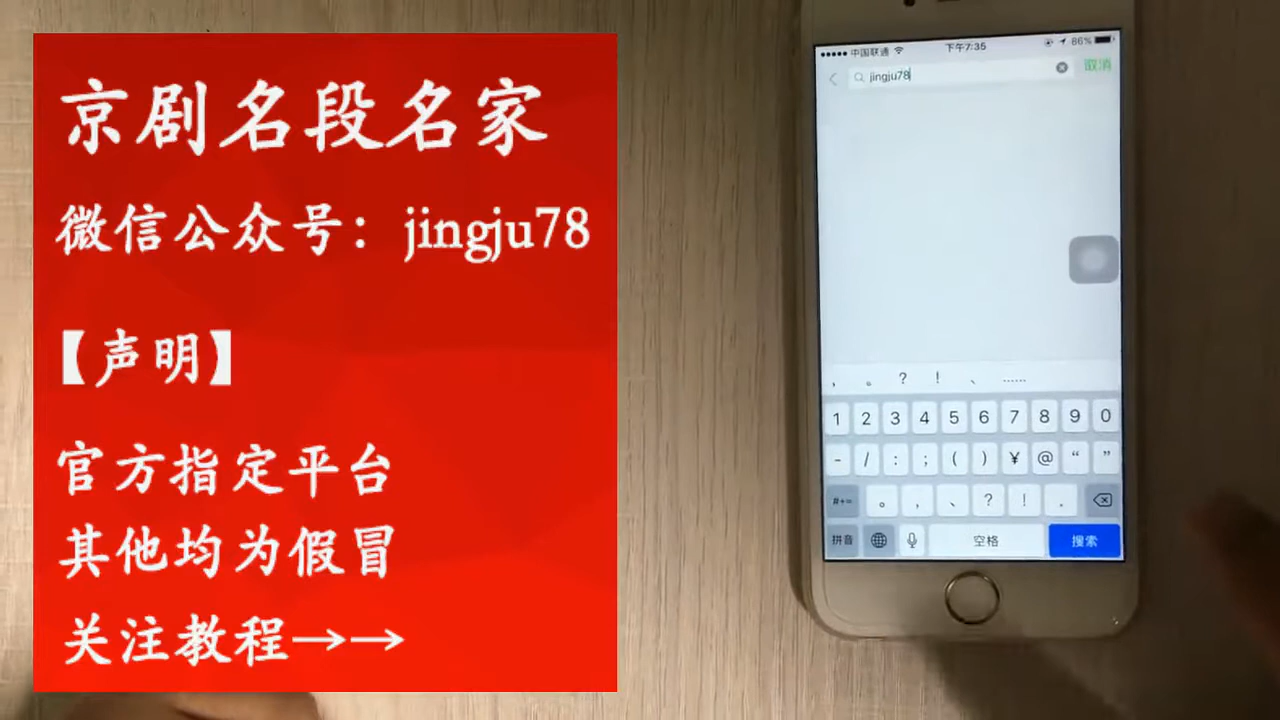 京剧名段名家
微信公众号：jingju78
【声明】
官方指定平台
其他均为假冒
关注教程→→
中国联通 下午7:35 86%
jingju78 取消
， 。 ？ ！ 、 ……
1 2 3 4 5 6 7 8 9 0
- / : ; ( ) ¥ @ “ ”
#+= 。 ， 、 ？ ！ .
拼音 空格 搜索